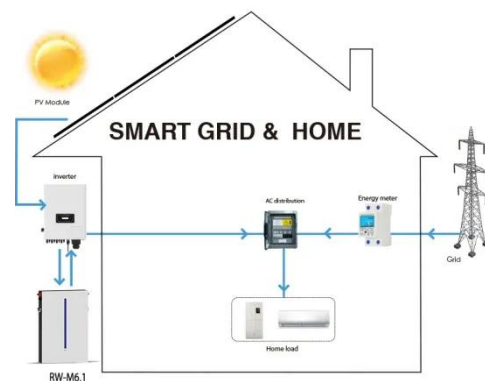 PV Module
SMART GRID & HOME
inverter
AC distribution
Energy meter
Grid
Home load
RW-M6.1